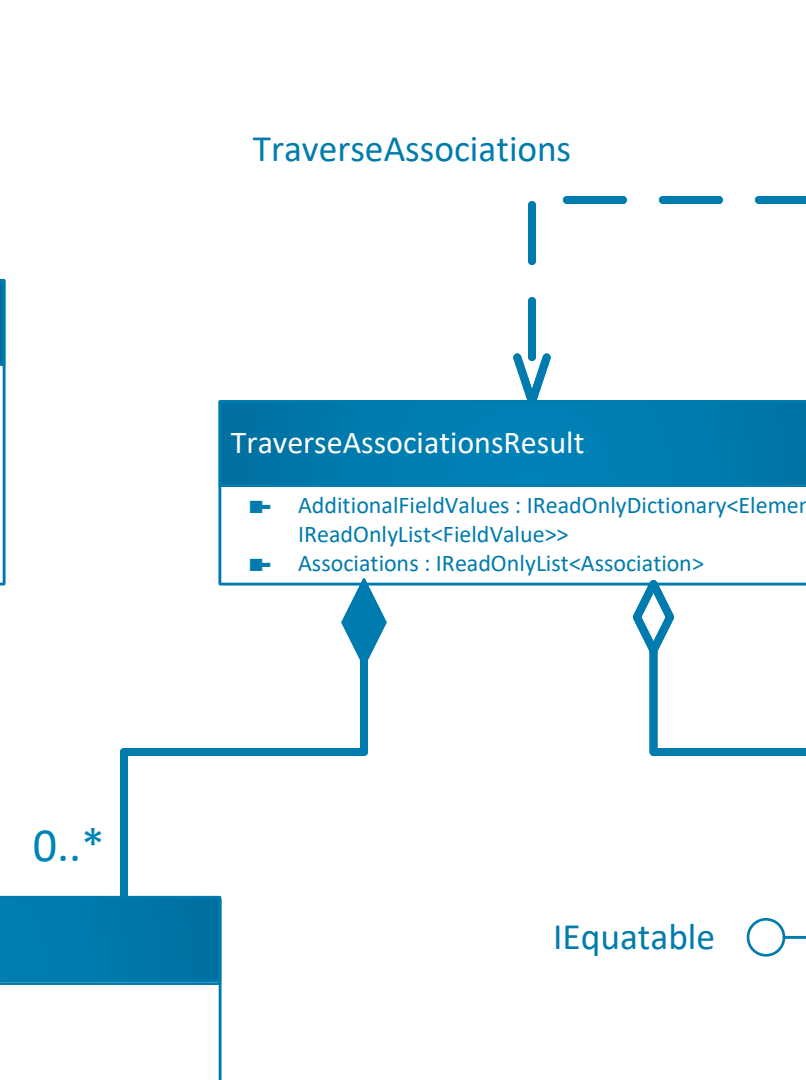 TraverseAssociations
TraverseAssociationsResult
AdditionalFieldValues : IReadOnlyDictionary<Elemen
IReadOnlyList<FieldValue>>
Associations : IReadOnlyList<Association>
0..*
IEquatable